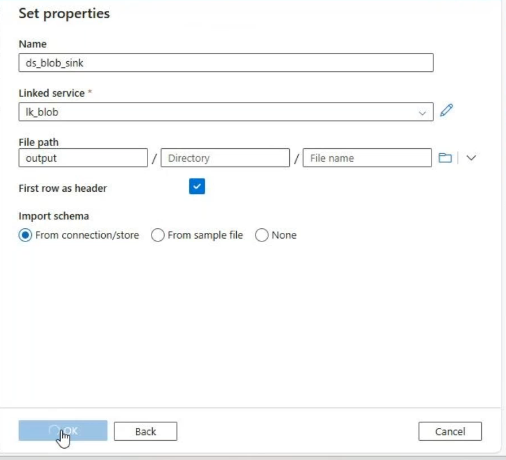 Set properties
Name
ds_blob_sink
Linked service *
lk_blob
File path
output / Directory / File name
First row as header
Import schema
From connection/store From sample file None
OK Back Cancel